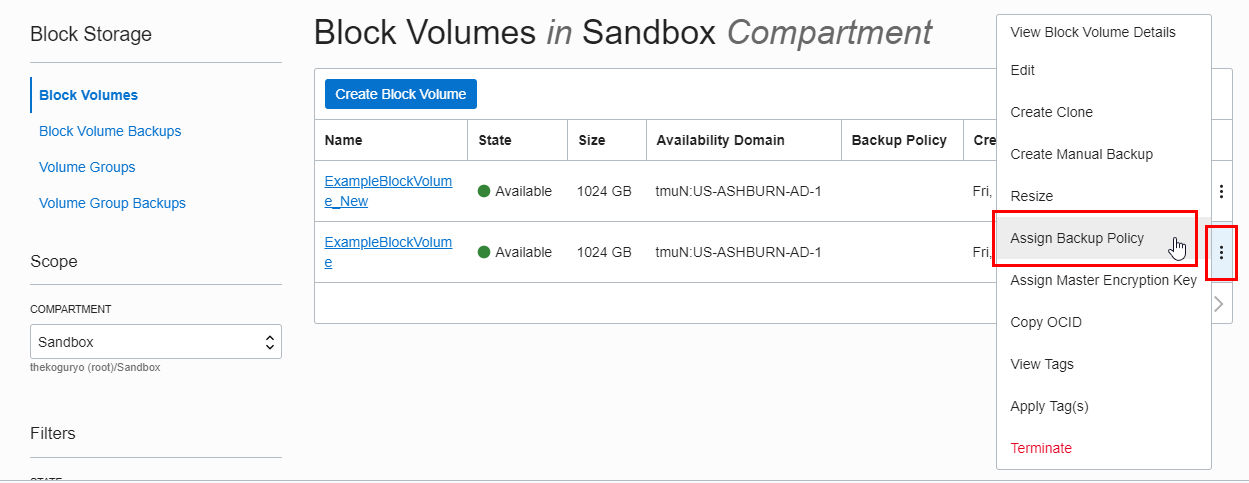 Block Storage
Block Volumes
Block Volume Backups
Volume Groups
Volume Group Backups
Scope
COMPARTMENT
Sandbox
thekoguryo (root)/Sandbox
Filters
Block Volumes in Sandbox Compartment
Create Block Volume
Name State Size Availability Domain Backup Policy Cre
ExampleBlockVolum
e_New
Available 1024 GB tmuN:US-ASHBURN-AD-1 Fri,
ExampleBlockVolum
e
Available 1024 GB tmuN:US-ASHBURN-AD-1 Fri,
View Block Volume Details
Edit
Create Clone
Create Manual Backup
Resize
Assign Backup Policy
Assign Master Encryption Key
Copy OCID
View Tags
Apply Tag(s)
Terminate